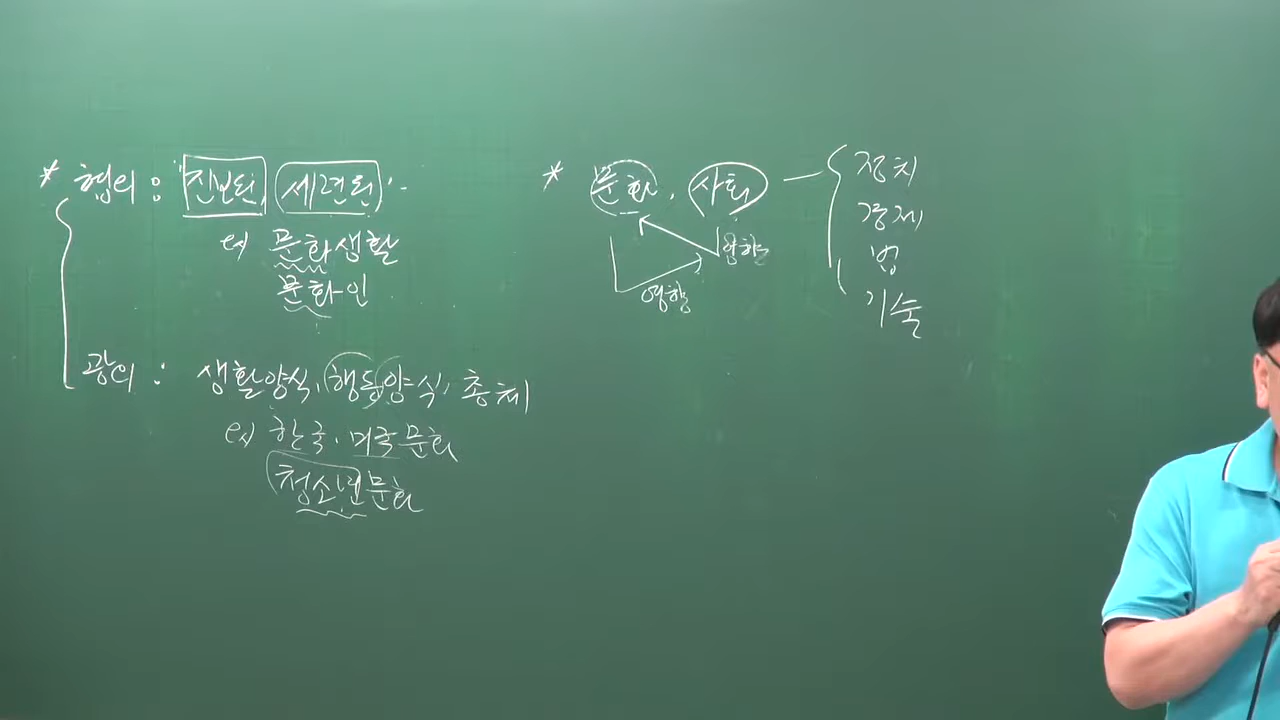 * 협의 : "진보된, 세련된"
ex) 문화생활
문화인
광의 : 생활양식, 행동양식, 총체
ex) 한국. 미국문화
청소년문화
* 문화, 사회 - { 정치
경제
법
기술
영향
영향